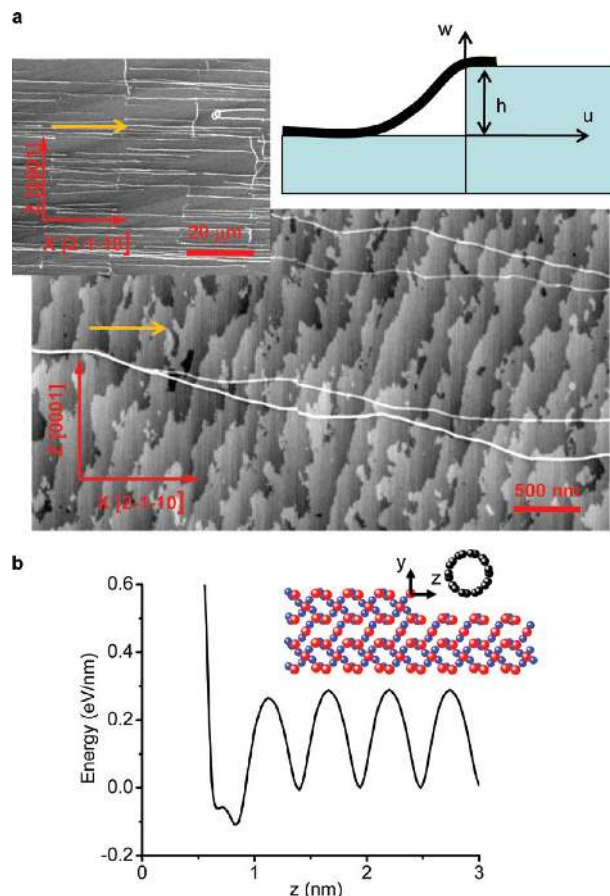 a
w
h
u
Z [0001]
X [2-1-10]
20 µm
Z [0001]
X [2-1-10]
500 nm
b
0.6
0.4
0.2
0.0
-0.2
Energy (eV/nm)
y
z
0
1
2
3
z (nm)